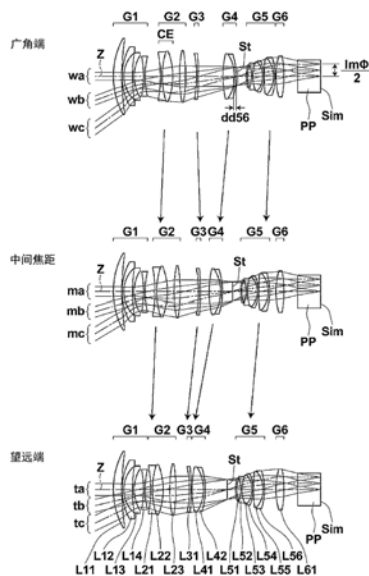 G1 G2 G3 G4 G5 G6
CE
广角端
Z
St
wa
wb
wc
ImΦ
2
dd56
PP
Sim
G1 G2 G3 G4 G5 G6
中间焦距
Z
St
ma
mb
mc
PP
Sim
G1 G2 G3 G4 G5 G6
望远端
Z
St
ta
tb
tc
PP
Sim
L12 L14 L22 L31 L42 L52 L54 L56
L11 L13 L21 L23 L41 L51 L53 L55 L61